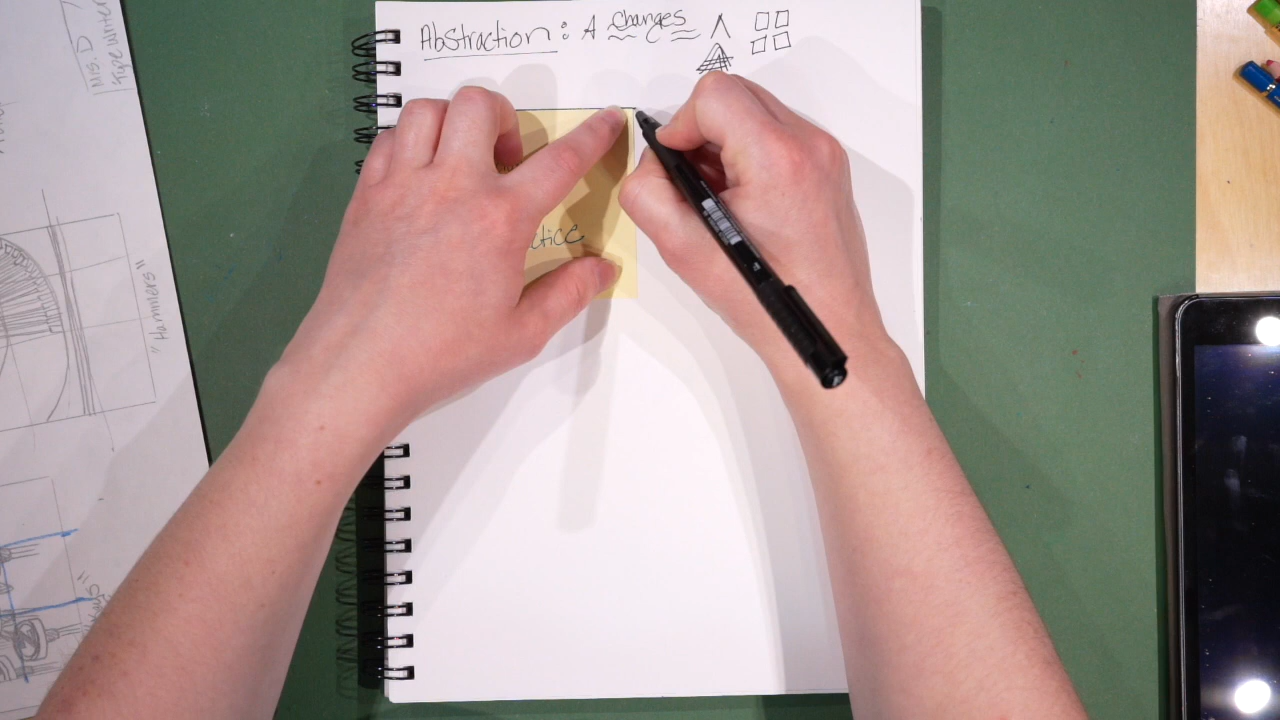 Abstraction: A changes
ctice
Mrs. D
Type Writer
"Hammers"